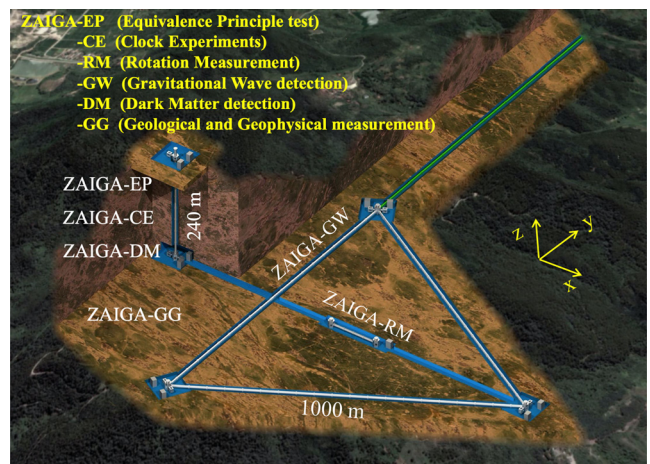 ZAIGA-EP (Equivalence Principle test)
-CE (Clock Experiments)
-RM (Rotation Measurement)
-GW (Gravitational Wave detection)
-DM (Dark Matter detection)
-GG (Geological and Geophysical measurement)
ZAIGA-EP
ZAIGA-CE
240 m
ZAIGA-DM
ZAIGA-GW
z
y
x
ZAIGA-GG
ZAIGA-RM
1000 m